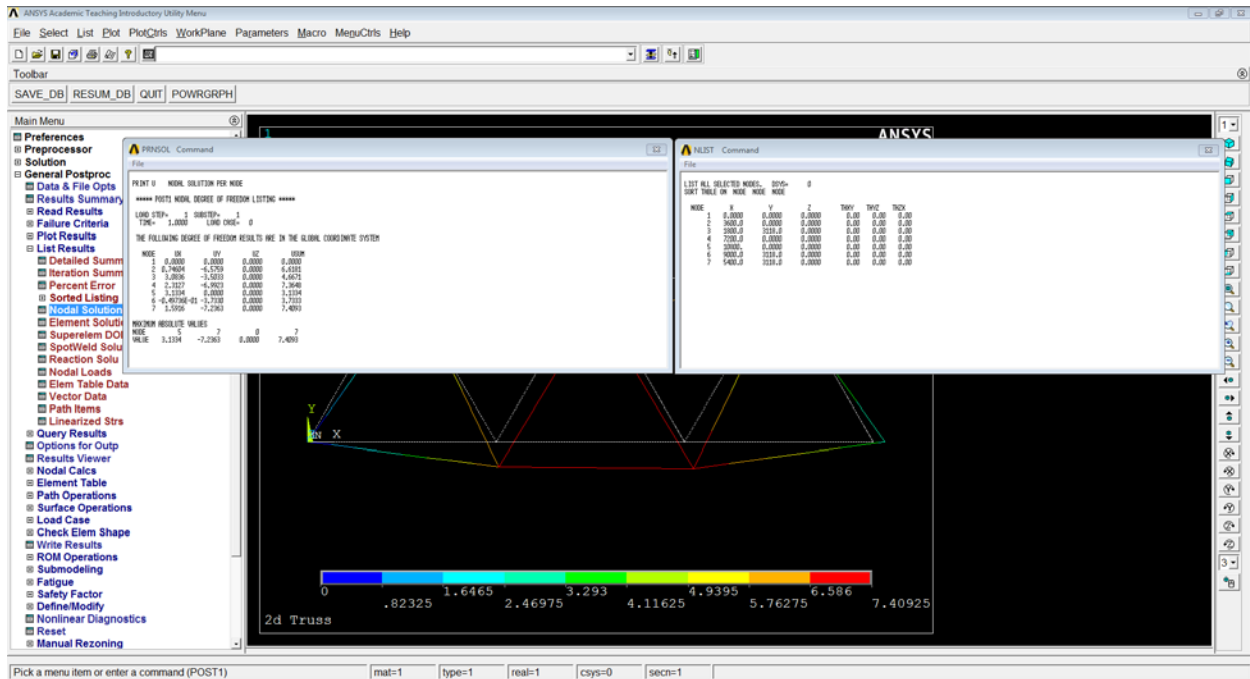 ANSYS Academic Teaching Introductory Utility Menu
File Select List Plot PlotCtrls WorkPlane Parameters Macro MenuCtrls Help
Toolbar
SAVE_DB RESUM_DB QUIT POWRGRPH
Main Menu
Preferences
Preprocessor
Solution
General Postproc
Data & File Opts
Results Summary
Read Results
Failure Criteria
Plot Results
List Results
Detailed Summ
Iteration Summ
Percent Error
Sorted Listing
Nodal Solution
Element Soluti
Superelem DO
SpotWeld Solu
Reaction Solu
Nodal Loads
Elem Table Data
Vector Data
Path Items
Linearized Strs
Query Results
Options for Outp
Results Viewer
Nodal Calcs
Element Table
Path Operations
Surface Operations
Load Case
Check Elem Shape
Write Results
ROM Operations
Submodeling
Fatigue
Safety Factor
Define/Modify
Nonlinear Diagnostics
Reset
Manual Rezoning
1
ANSYS
PRNSOL Command
File
PRINT U NODAL SOLUTION PER NODE
***** POST1 NODAL DEGREE OF FREEDOM LISTING *****
LOAD STEP= 1 SUBSTEP= 1
TIME= 1.0000 LOAD CASE= 0
THE FOLLOWING DEGREE OF FREEDOM RESULTS ARE IN THE GLOBAL COORDINATE SYSTEM
NODE UX UY UZ USUM
1 0.0000 0.0000 0.0000 0.0000
2 0.74604 -6.5759 0.0000 6.6181
3 3.0836 -3.5033 0.0000 4.6671
4 2.3127 -6.9923 0.0000 7.3648
5 3.1334 0.0000 0.0000 3.1334
6 -0.49736E-01 -3.7330 0.0000 3.7333
7 1.5916 -7.2363 0.0000 7.4093
MAXIMUM ABSOLUTE VALUES
NODE 5 7 0 7
VALUE 3.1334 -7.2363 0.0000 7.4093
NLIST Command
File
LIST ALL SELECTED NODES. DSYS= 0
SORT TABLE ON NODE NODE NODE
NODE X Y Z THXY THYZ THZX
1 0.0000 0.0000 0.0000 0.00 0.00 0.00
2 3600.0 0.0000 0.0000 0.00 0.00 0.00
3 1800.0 3118.0 0.0000 0.00 0.00 0.00
4 7200.0 0.0000 0.0000 0.00 0.00 0.00
5 10800. 0.0000 0.0000 0.00 0.00 0.00
6 9000.0 3118.0 0.0000 0.00 0.00 0.00
7 5400.0 3118.0 0.0000 0.00 0.00 0.00
Y
X
0 1.6465 3.293 4.9395 6.586
.82325 2.46975 4.11625 5.76275 7.40925
2d Truss
1
3
Pick a menu item or enter a command (POST1) mat=1 type=1 real=1 csys=0 secn=1